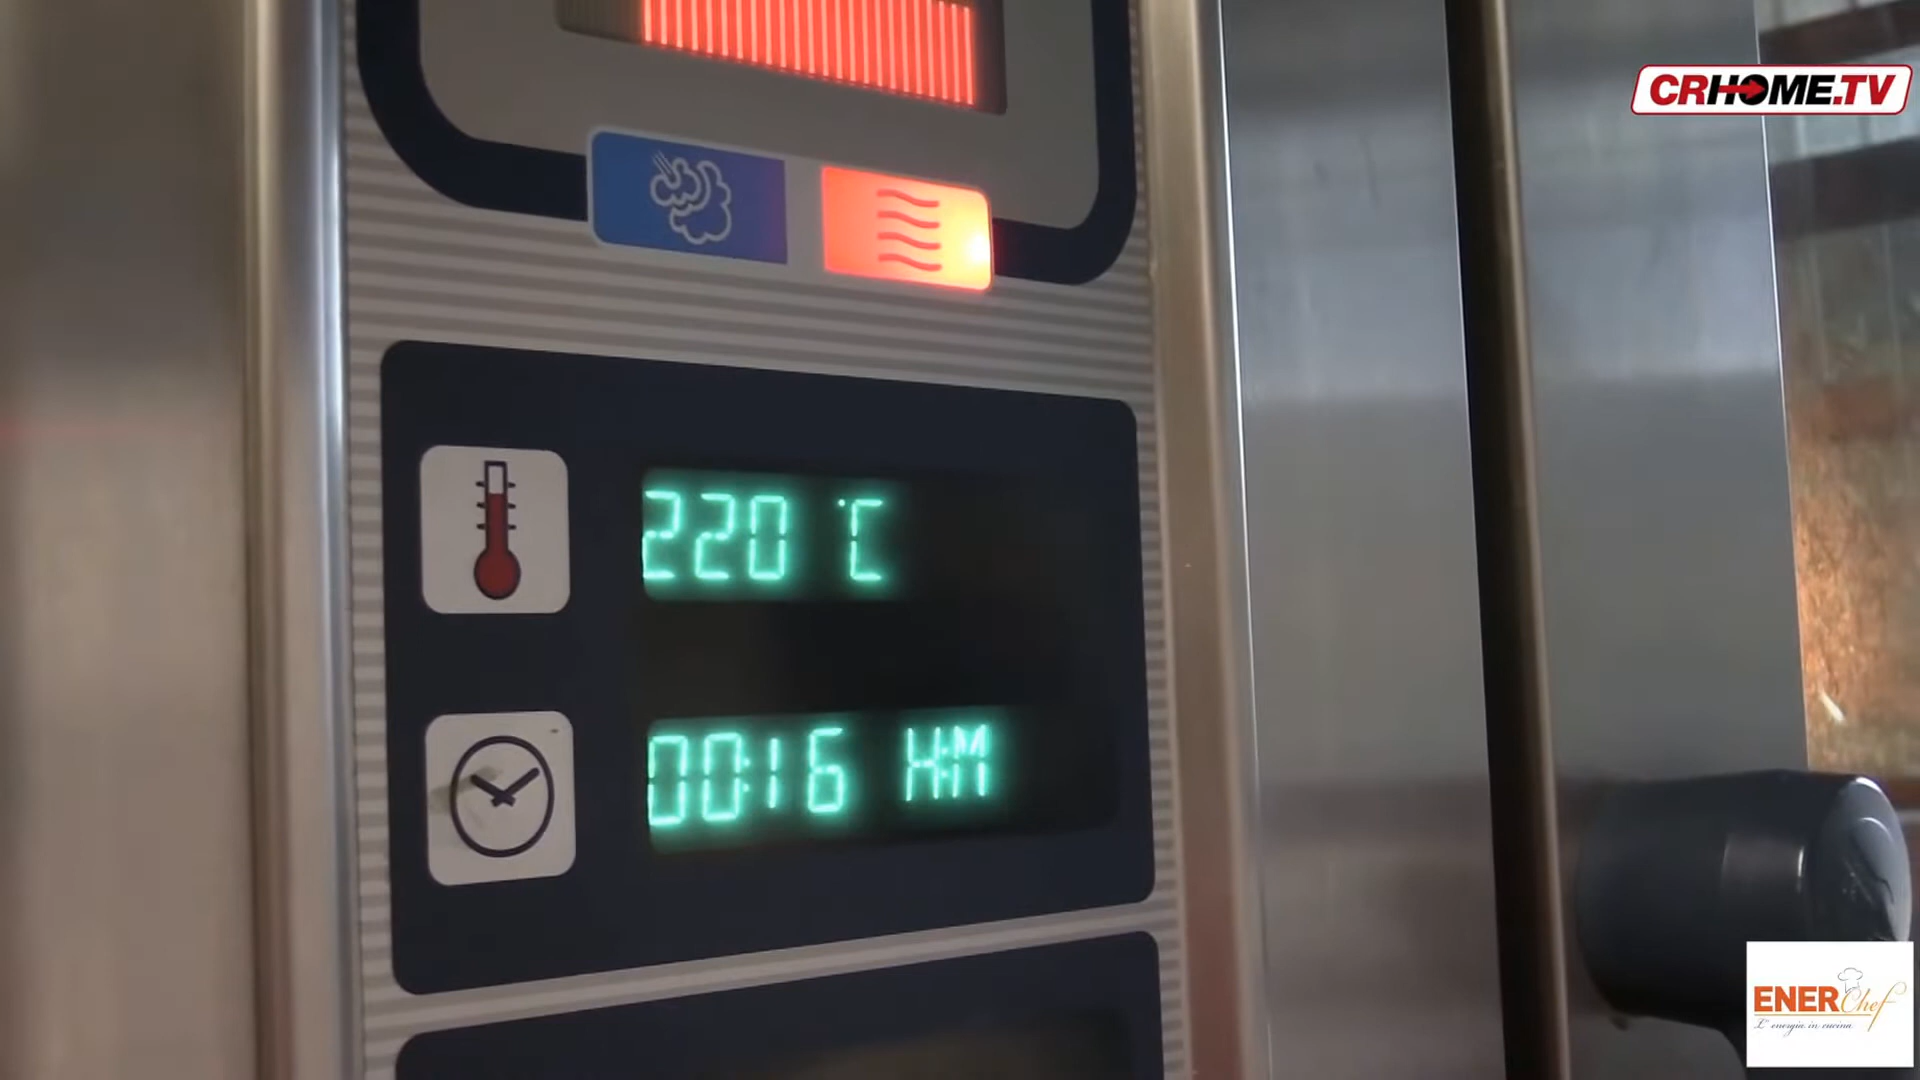 CRHOME.TV
220 °C
00:16 H:M
ENERChef
L'energia in cucina